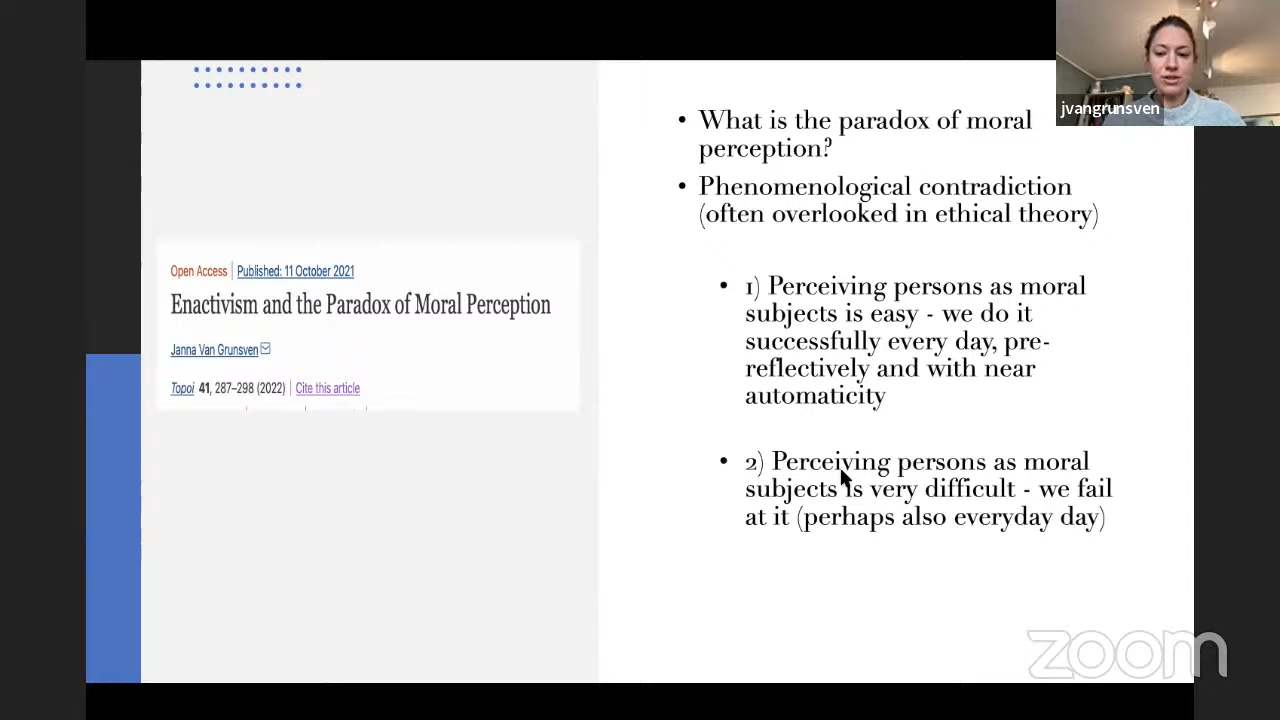 Open Access | Published: 11 October 2021
Enactivism and the Paradox of Moral Perception
Janna Van Grunsven
Topoi 41, 287–298 (2022) | Cite this article
• What is the paradox of moral
perception?
• Phenomenological contradiction
(often overlooked in ethical theory)
• 1) Perceiving persons as moral
subjects is easy - we do it
successfully every day, pre-
reflectively and with near
automaticity
• 2) Perceiving persons as moral
subjects is very difficult - we fail
at it (perhaps also everyday day)
jvangrunsven
zoom